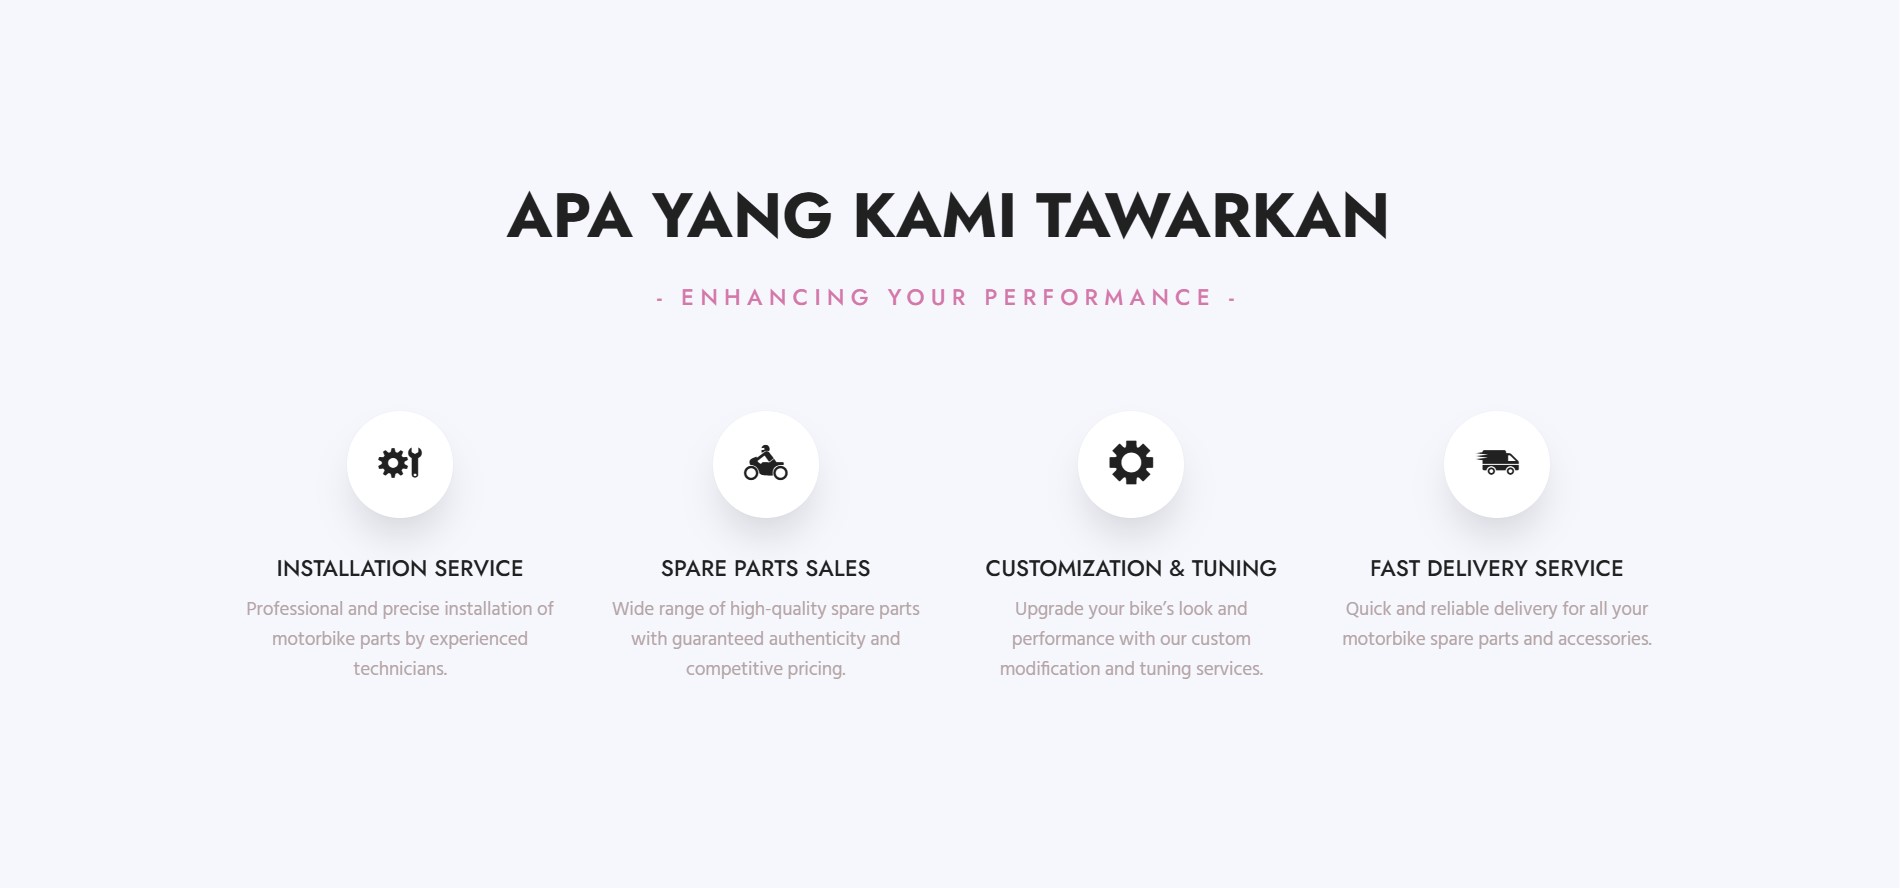 APA YANG KAMI TAWARKAN
- ENHANCING YOUR PERFORMANCE -
INSTALLATION SERVICE
Professional and precise installation of
motorbike parts by experienced
technicians.
SPARE PARTS SALES
Wide range of high-quality spare parts
with guaranteed authenticity and
competitive pricing.
CUSTOMIZATION & TUNING
Upgrade your bike’s look and
performance with our custom
modification and tuning services.
FAST DELIVERY SERVICE
Quick and reliable delivery for all your
motorbike spare parts and accessories.